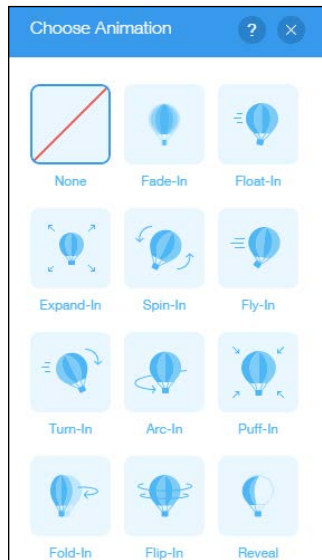 Choose Animation ? ×
None Fade-In Float-In
Expand-In Spin-In Fly-In
Turn-In Arc-In Puff-In
Fold-In Flip-In Reveal